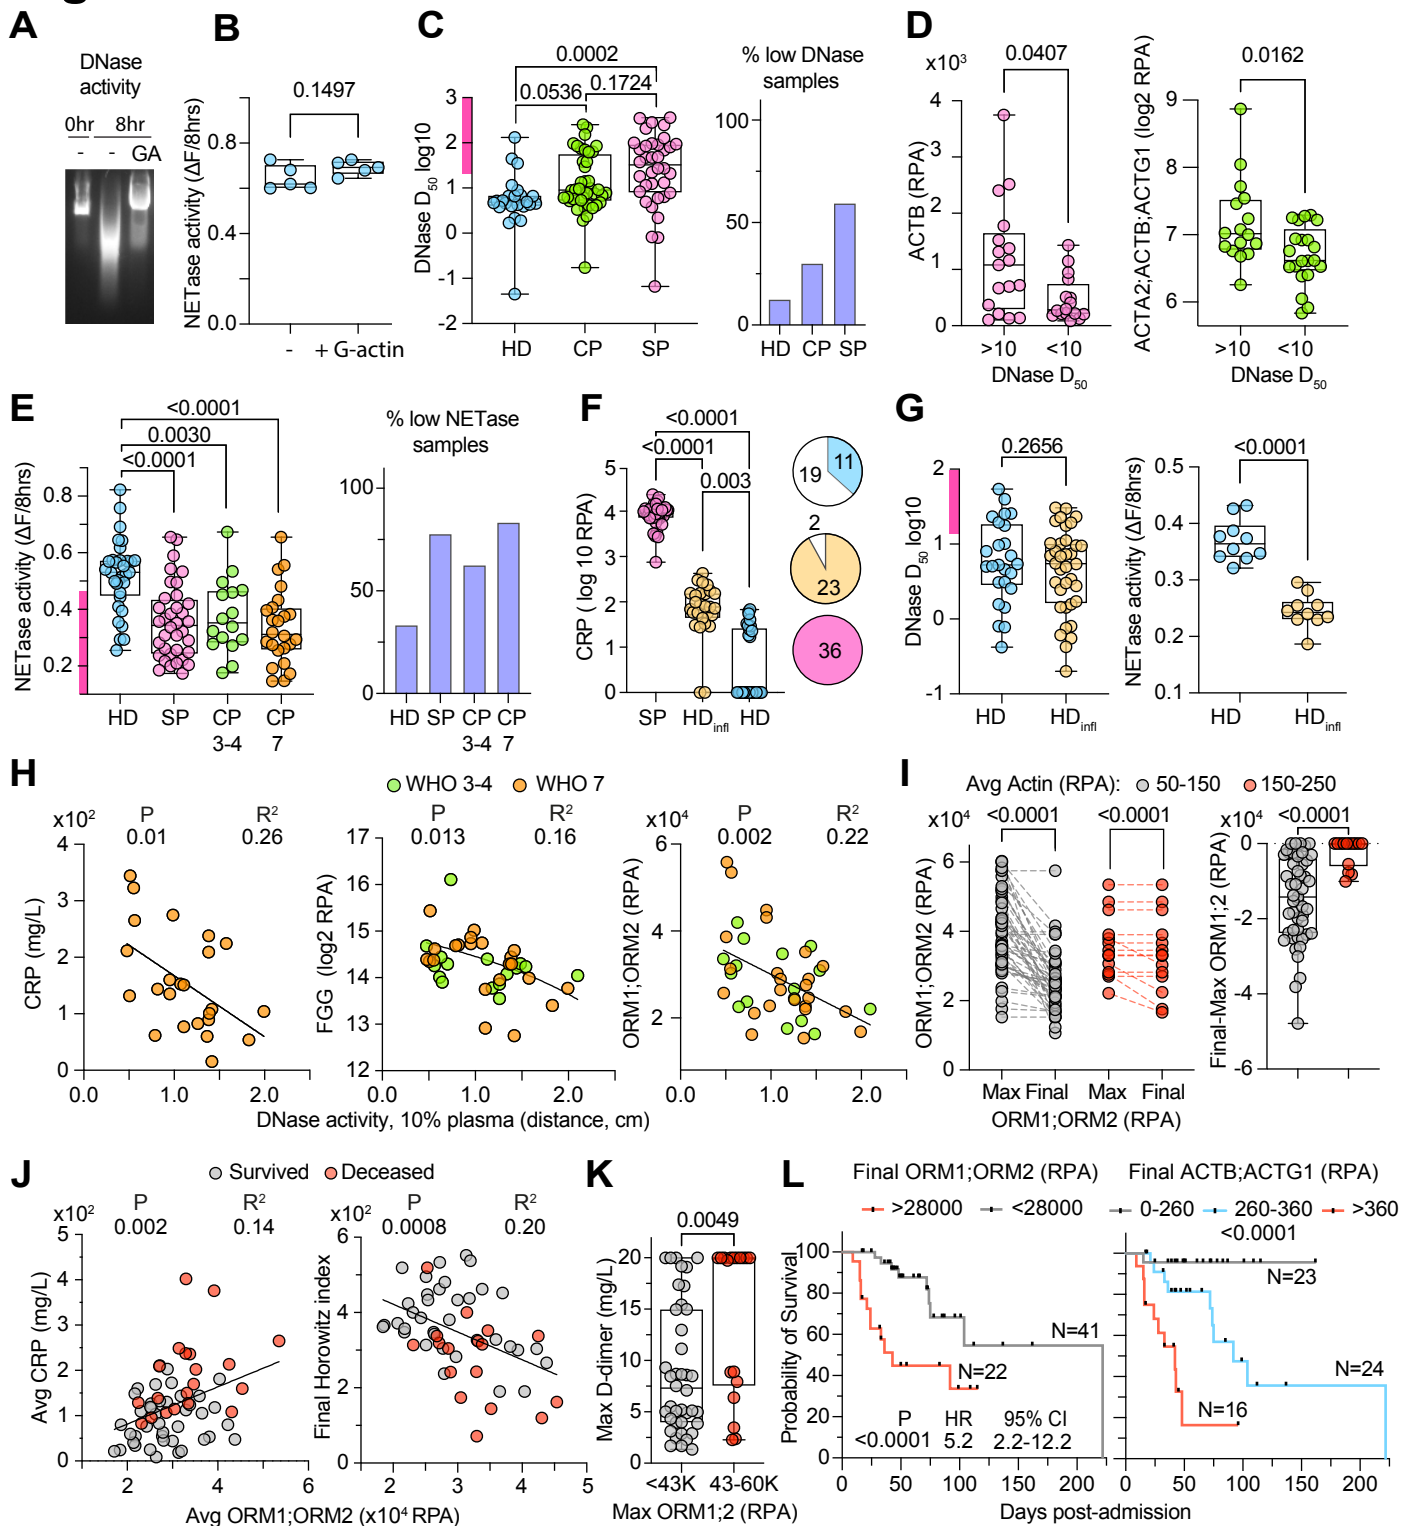 A
DNase
activity
0hr 8hr
- - GA
B
0.1497
NETase activity (ΔF/8hrs)
0.8
0.4
0.0
- + G-actin
C
0.0002
0.0536 0.1724
DNase D50 log10
3
2
1
0
-1
-2
HD CP SP
% low DNase
samples
100
50
0
HD CP SP
D
x10³
0.0407
ACTB (RPA)
4
3
2
1
0
>10 <10
DNase D50
0.0162
ACTA2;ACTB;ACTG1 (log2 RPA)
9
8
7
6
>10 <10
DNase D50
E
<0.0001
0.0030
<0.0001
NETase activity (ΔF/8hrs)
0.8
0.6
0.4
0.2
HD SP CP CP
3-4 7
% low NETase
samples
100
50
0
HD SP CP CP
3-4 7
F
<0.0001
<0.0001
0.003
CRP (log 10 RPA)
5
4
3
2
1
0
SP HDinfl HD
19 11
2
23
36
G
0.2656
DNase D50 log10
2
1
0
-1
HD HDinfl
<0.0001
NETase activity (ΔF/8hrs)
0.5
0.4
0.3
0.2
0.1
HD HDinfl
H
WHO 3-4 WHO 7
x10²
P R²
0.01 0.26
CRP (mg/L)
4
2
0
0.0 1.0 2.0
P R²
0.013 0.16
FGG (log2 RPA)
17
16
15
14
13
12
0.0 1.0 2.0
x10⁴
P R²
0.002 0.22
ORM1;ORM2 (RPA)
6
4
2
0.0 1.0 2.0
DNase activity, 10% plasma (distance, cm)
I
Avg Actin (RPA): 50-150 150-250
x10⁴
<0.0001 <0.0001
ORM1;ORM2 (RPA)
6
4
2
0
Max Final Max Final
ORM1;ORM2 (RPA)
x10⁴
<0.0001
Final-Max ORM1;2 (RPA)
0
-2
-4
-6
J
Survived Deceased
x10²
P R²
0.002 0.14
Avg CRP (mg/L)
5
4
3
2
1
0
2 4 6
x10²
P R²
0.0008 0.20
Final Horowitz index
6
4
2
0
2 3 4 5
Avg ORM1;ORM2 (x10⁴ RPA)
K
0.0049
Max D-dimer (mg/L)
20
15
10
5
0
<43K 43-60K
Max ORM1;2 (RPA)
L
Final ORM1;ORM2 (RPA)
>28000 <28000
Probability of Survival
100
80
60
40
20
0
N=41
N=22
P HR 95% CI
<0.0001 5.2 2.2-12.2
0 50 100 150 200
Final ACTB;ACTG1 (RPA)
0-260 260-360 >360
<0.0001
N=23
N=24
N=16
0 50 100 150 200
Days post-admission